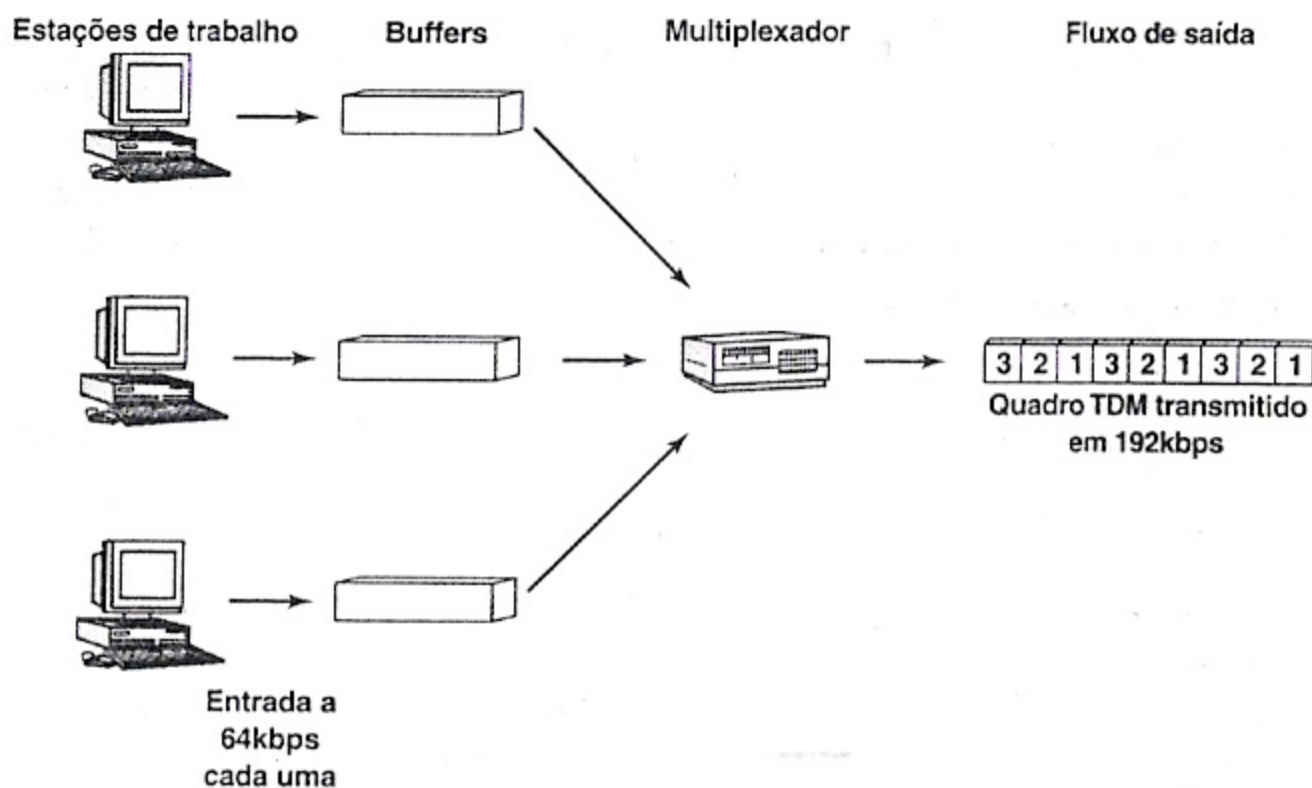 Estações de trabalho
Buffers
Multiplexador
Fluxo de saída
3 2 1 3 2 1 3 2 1
Quadro TDM transmitido
em 192kbps
Entrada a
64kbps
cada uma